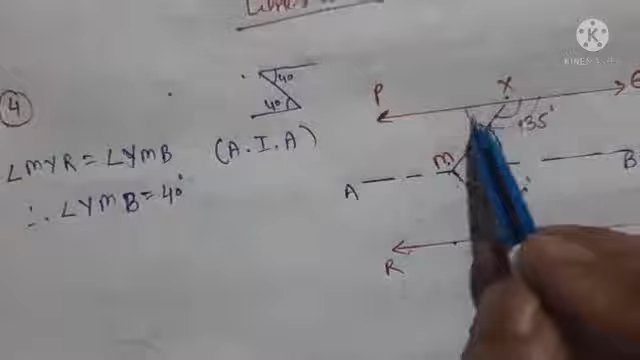 K
KINEMASTER
4
40
40
∠MYR = ∠YMB (A.I.A)
∴ ∠YMB = 40°
P
X
135°
M
A
B
R